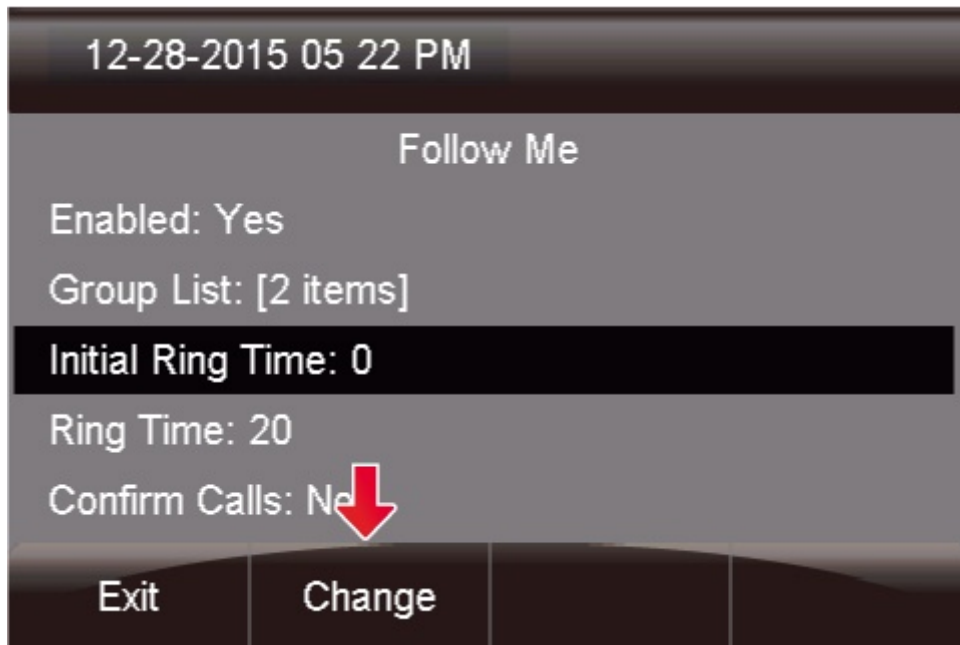 12-28-2015 05 22 PM
Follow Me
Enabled: Yes
Group List: [2 items]
Initial Ring Time: 0
Ring Time: 20
Confirm Calls: No
Exit Change